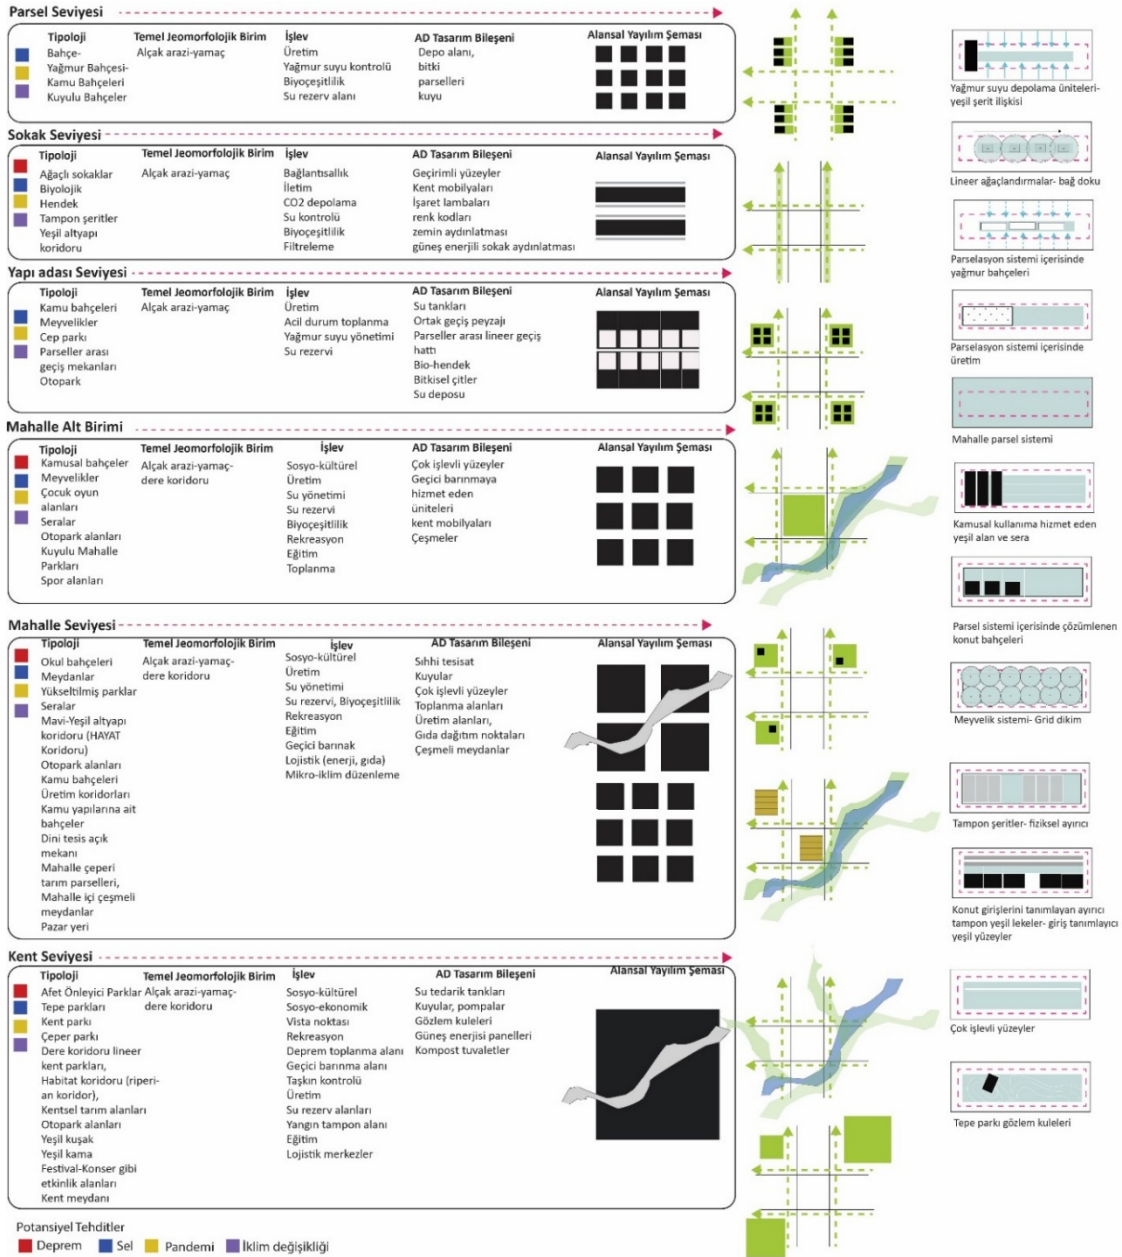 Parsel Seviyesi
Tipoloji
Bahçe-
Yağmur Bahçesi-
Kamu Bahçeleri
Kuyulu Bahçeler
Temel Jeomorfolojik Birim
Alçak arazi-yamaç
İşlev
Üretim
Yağmur suyu kontrolü
Biyoçeşitlilik
Su rezerv alanı
AD Tasarım Bileşeni
Depo alanı,
bitki
parselleri
kuyu
Alansal Yayılım Şeması
Sokak Seviyesi
Tipoloji
Ağaçlı sokaklar
Biyolojik
Hendek
Tampon şeritler
Yeşil altyapı
koridoru
Temel Jeomorfolojik Birim
Alçak arazi-yamaç
İşlev
Bağlantısallık
İletim
CO2 depolama
Su kontrolü
Biyoçeşitlilik
Filtreleme
AD Tasarım Bileşeni
Geçirimli yüzeyler
Kent mobilyaları
İşaret lambaları
renk kodları
zemin aydınlatması
güneş enerjili sokak aydınlatması
Alansal Yayılım Şeması
Yapı adası Seviyesi
Tipoloji
Kamu bahçeleri
Meyvelikler
Cep parkı
Parseller arası
geçiş mekanları
Otopark
Temel Jeomorfolojik Birim
Alçak arazi-yamaç
İşlev
Üretim
Acil durum toplanma
Yağmur suyu yönetimi
Su rezervi
AD Tasarım Bileşeni
Su tankları
Ortak geçiş peyzajı
Parseller arası lineer geçiş
hattı
Bio-hendek
Bitkisel çitler
Su deposu
Alansal Yayılım Şeması
Mahalle Alt Birimi
Tipoloji
Kamusal bahçeler
Meyvelikler
Çocuk oyun
alanları
Seralar
Otopark alanları
Kuyulu Mahalle
Parkları
Spor alanları
Temel Jeomorfolojik Birim
Alçak arazi-yamaç-
dere koridoru
İşlev
Sosyo-kültürel
Üretim
Su yönetimi
Su rezervi
Biyoçeşitlilik
Rekreasyon
Eğitim
Toplanma
AD Tasarım Bileşeni
Çok işlevli yüzeyler
Geçici barınmaya
hizmet eden
üniteleri
kent mobilyaları
Çeşmeler
Alansal Yayılım Şeması
Mahalle Seviyesi
Tipoloji
Okul bahçeleri
Meydanlar
Yükseltilmiş parklar
Seralar
Mavi-Yeşil altyapı
koridoru (HAYAT
Koridoru)
Otopark alanları
Kamu bahçeleri
Üretim koridorları
Kamu yapılarına ait
bahçeler
Dini tesis açık
mekanı
Mahalle çeperi
tarım parselleri,
Mahalle içi çeşmeli
meydanlar
Pazar yeri
Temel Jeomorfolojik Birim
Alçak arazi-yamaç-
dere koridoru
İşlev
Sosyo-kültürel
Üretim
Su yönetimi
Su rezervi, Biyoçeşitlilik
Rekreasyon
Eğitim
Geçici barınak
Lojistik (enerji, gıda)
Mikro-iklim düzenleme
AD Tasarım Bileşeni
Sıhhi tesisat
Kuyular
Çok işlevli yüzeyler
Toplanma alanları
Üretim alanları,
Gıda dağıtım noktaları
Çeşmeli meydanlar
Alansal Yayılım Şeması
Kent Seviyesi
Tipoloji
Afet Önleyici Parklar
Tepe parkları
Kent parkı
Çeper parkı
Dere koridoru lineer
kent parkları,
Habitat koridoru (riperi-
an koridor),
Kentsel tarım alanları
Otopark alanları
Yeşil kuşak
Yeşil kama
Festival-Konser gibi
etkinlik alanları
Kent meydanı
Temel Jeomorfolojik Birim
Alçak arazi-yamaç-
dere koridoru
İşlev
Sosyo-kültürel
Sosyo-ekonomik
Vista noktası
Rekreasyon
Deprem toplanma alanı
Geçici barınma alanı
Taşkın kontrolü
Üretim
Su rezerv alanları
Yangın tampon alanı
Eğitim
Lojistik merkezler
AD Tasarım Bileşeni
Su tedarik tankları
Kuyular, pompalar
Gözlem kuleleri
Güneş enerjisi panelleri
Kompost tuvaletler
Alansal Yayılım Şeması
Potansiyel Tehditler
Deprem
Sel
Pandemi
İklim değişikliği
Yağmur suyu depolama üniteleri-
yeşil şerit ilişkisi
Lineer ağaçlandırmalar- bağ doku
Parselasyon sistemi içerisinde
yağmur bahçeleri
Parselasyon sistemi içerisinde
üretim
Mahalle parsel sistemi
Kamusal kullanıma hizmet eden
yeşil alan ve sera
Parsel sistemi içerisinde çözümlenen
konut bahçeleri
Meyvelik sistemi- Grid dikim
Tampon şeritler- fiziksel ayırıcı
Konut girişlerini tanımlayan ayırıcı
tampon yeşil lekeler- giriş tanımlayıcı
yeşil yüzeyler
Çok işlevli yüzeyler
Tepe parkı gözlem kuleleri